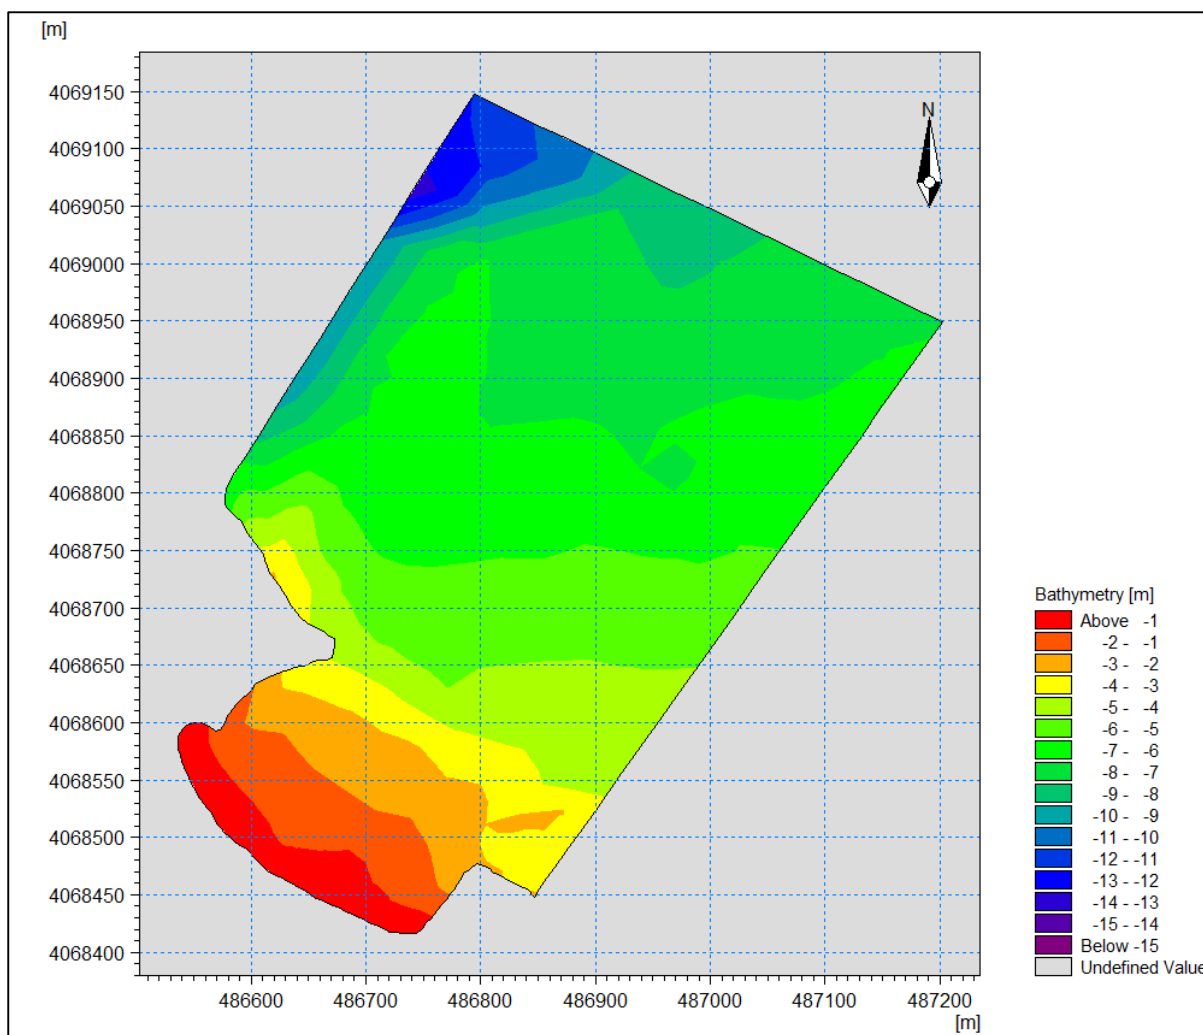 [m]
4069150
4069100
4069050
4069000
4068950
4068900
4068850
4068800
4068750
4068700
4068650
4068600
4068550
4068500
4068450
4068400
486600 486700 486800 486900 487000 487100 487200
[m]
N
Bathymetry [m]
Above -1
-2 - -1
-3 - -2
-4 - -3
-5 - -4
-6 - -5
-7 - -6
-8 - -7
-9 - -8
-10 - -9
-11 - -10
-12 - -11
-13 - -12
-14 - -13
-15 - -14
Below -15
Undefined Value